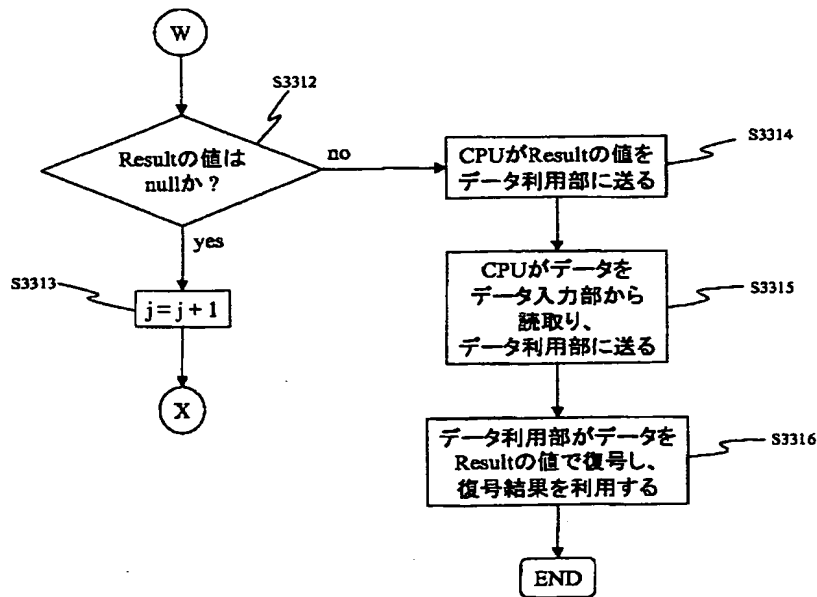 W
S3312
Resultの値は
nullか？
no
yes
S3313
j = j + 1
X
S3314
CPUがResultの値を
データ利用部に送る
S3315
CPUがデータを
データ入力部から
読取り、
データ利用部に送る
S3316
データ利用部がデータを
Resultの値で復号し、
復号結果を利用する
END